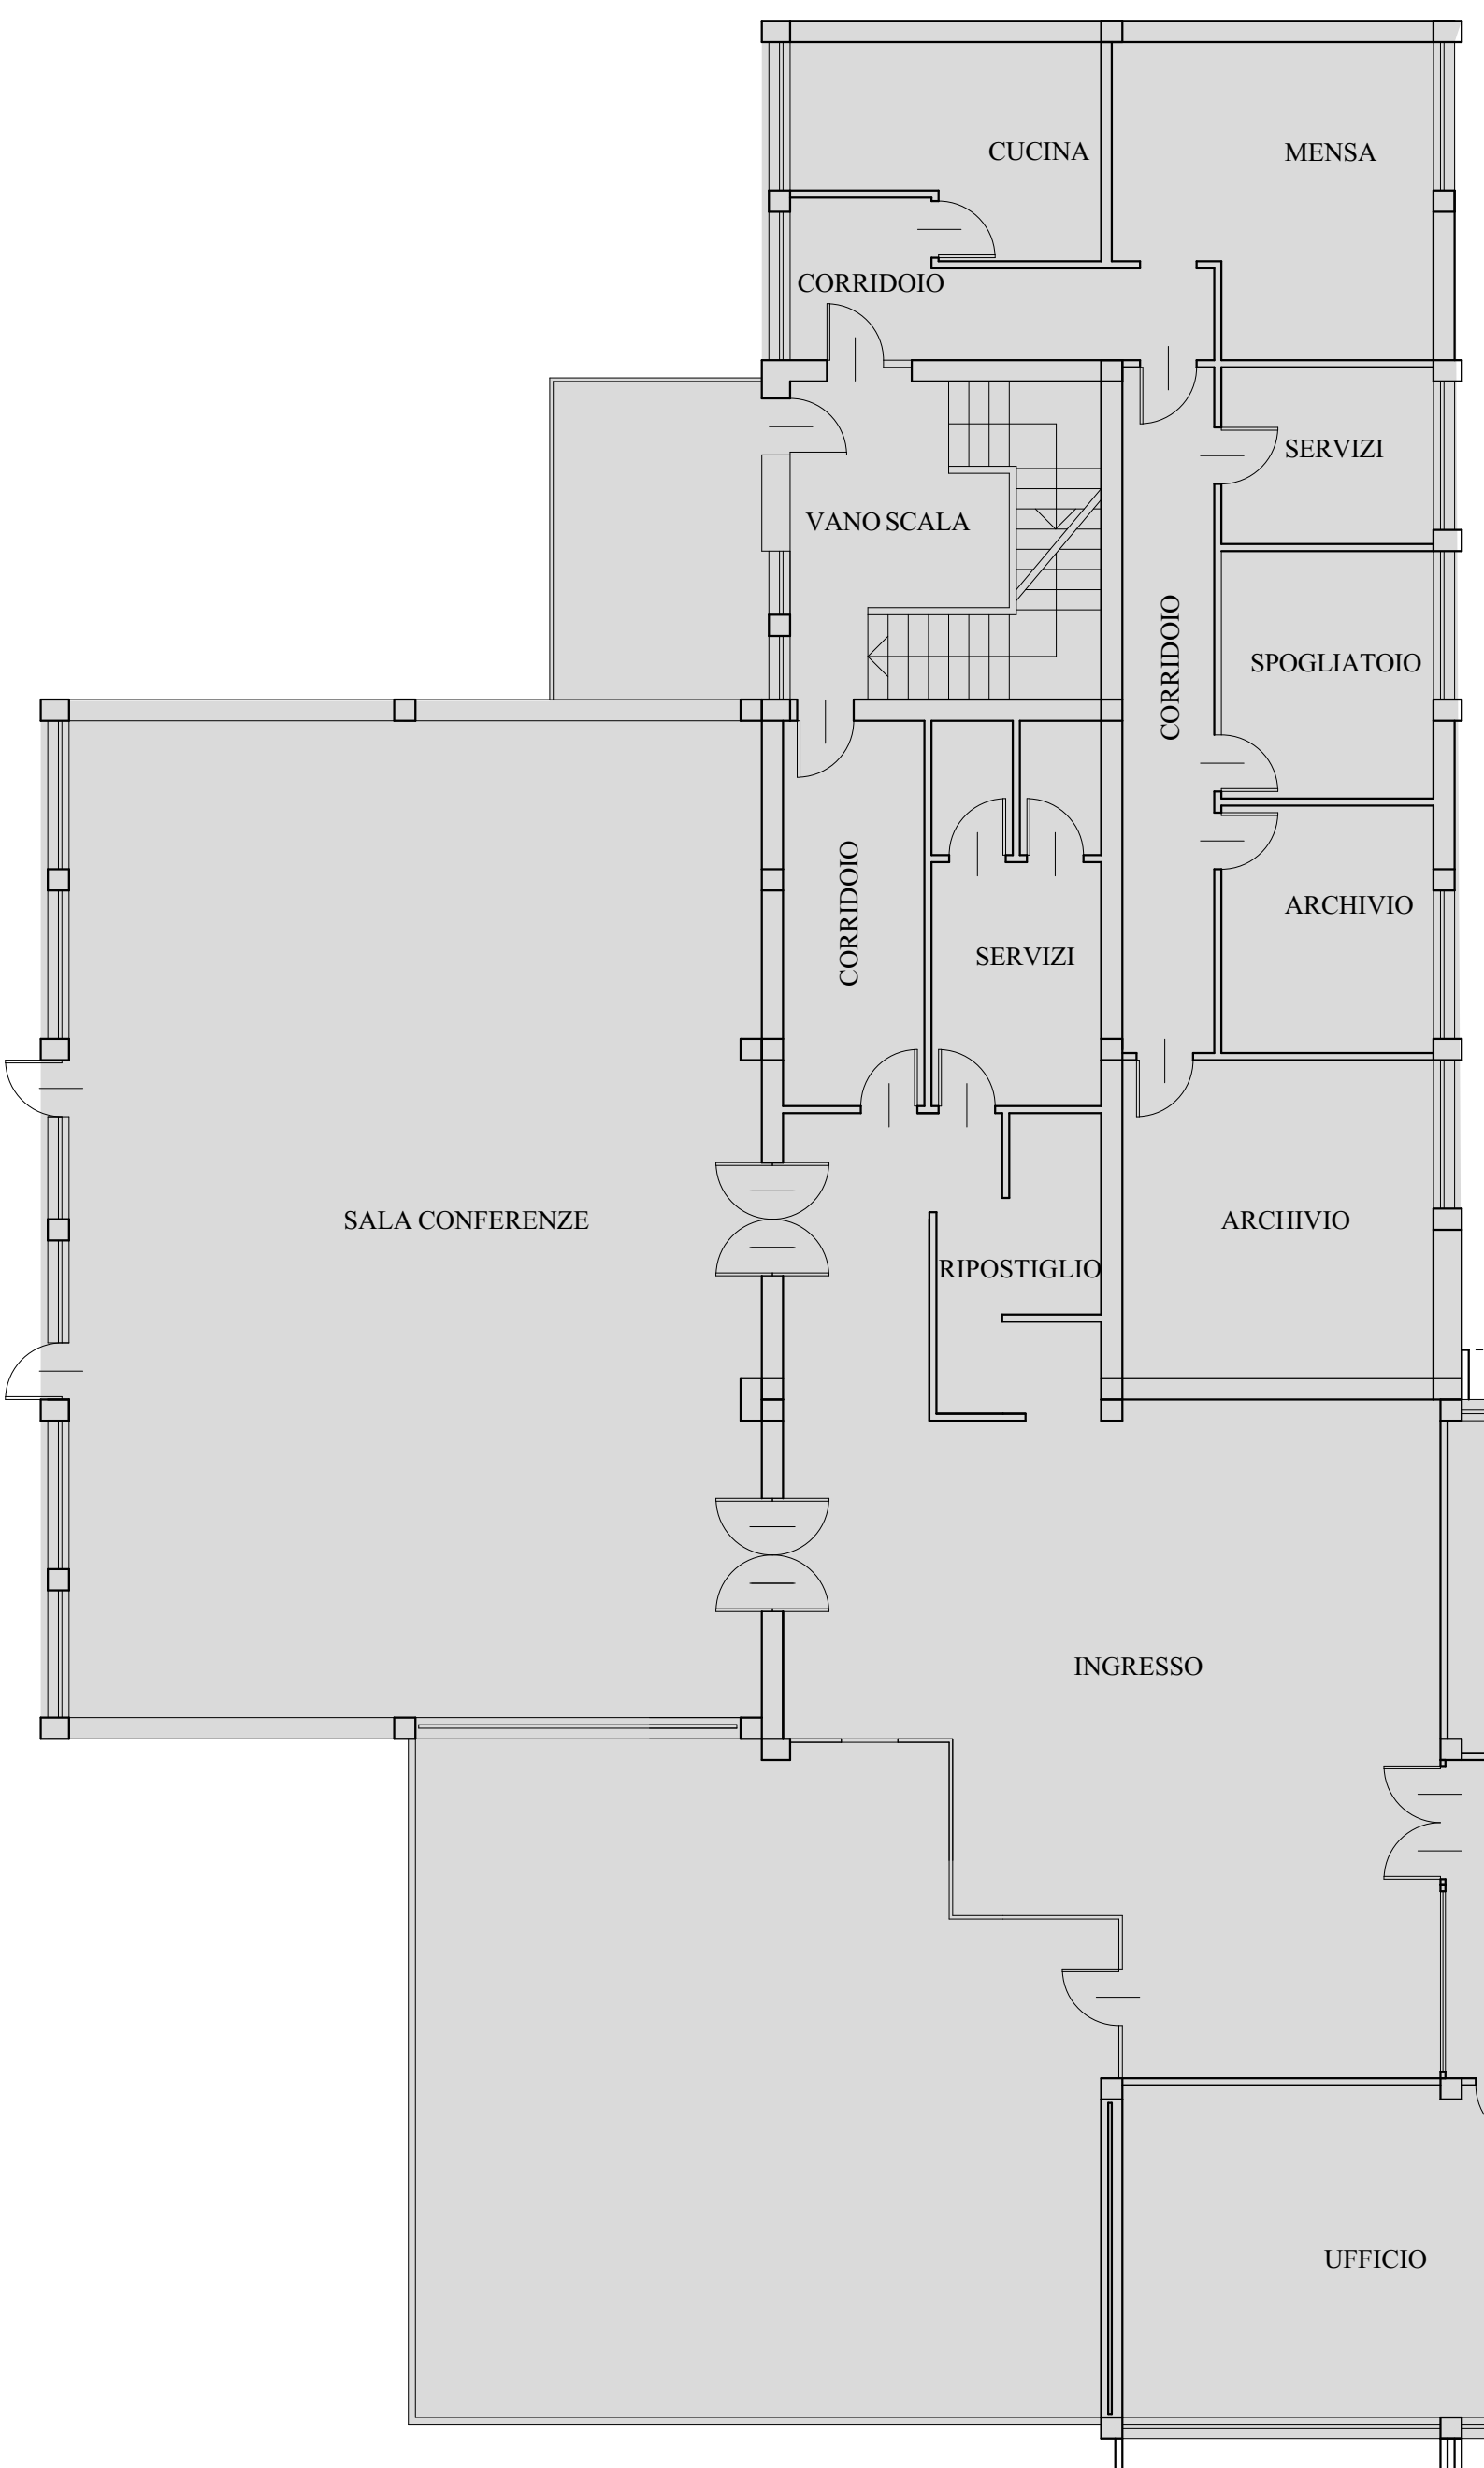 CUCINA
MENSA
CORRIDOIO
SERVIZI
VANO SCALA
CORRIDOIO
SPOGLIATOIO
CORRIDOIO
ARCHIVIO
SERVIZI
SALA CONFERENZE
ARCHIVIO
RIPOSTIGLIO
INGRESSO
UFFICIO